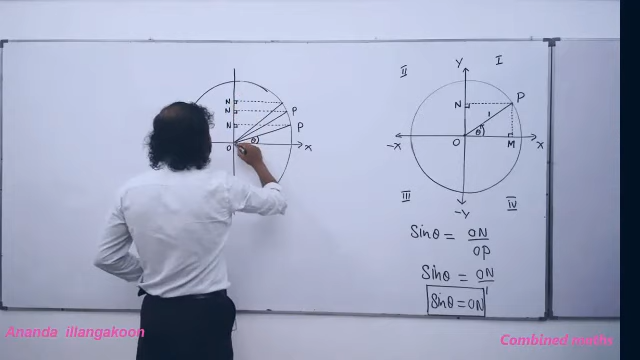 N
N P
N P
O θ X
Y I
II
N P
1
-X O θ M X
III IV
-Y
Sinθ = ON
OP
Sinθ = ON
1
Sinθ = ON
Ananda illangakoon
Combined maths